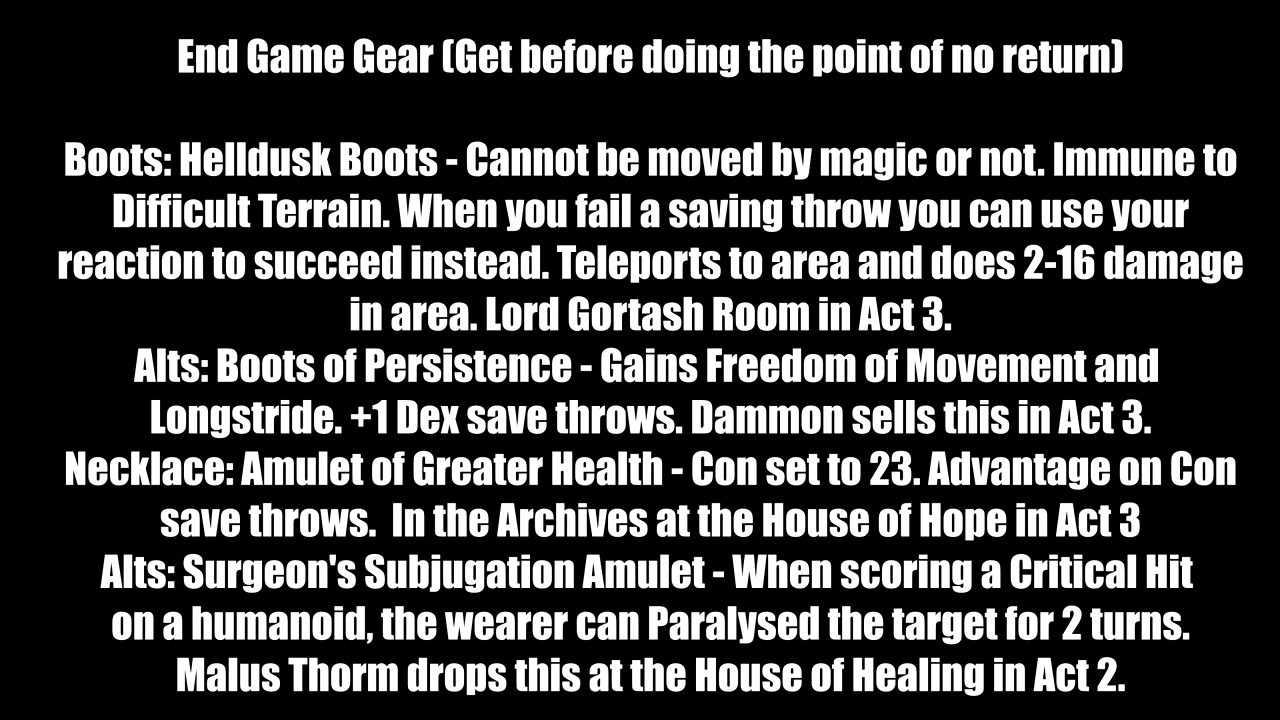 End Game Gear (Get before doing the point of no return)
Boots: Helldusk Boots - Cannot be moved by magic or not. Immune to
Difficult Terrain. When you fail a saving throw you can use your
reaction to succeed instead. Teleports to area and does 2-16 damage
in area. Lord Gortash Room in Act 3.
Alts: Boots of Persistence - Gains Freedom of Movement and
Longstride. +1 Dex save throws. Dammon sells this in Act 3.
Necklace: Amulet of Greater Health - Con set to 23. Advantage on Con
save throws.  In the Archives at the House of Hope in Act 3
Alts: Surgeon's Subjugation Amulet - When scoring a Critical Hit
on a humanoid, the wearer can Paralysed the target for 2 turns.
Malus Thorm drops this at the House of Healing in Act 2.